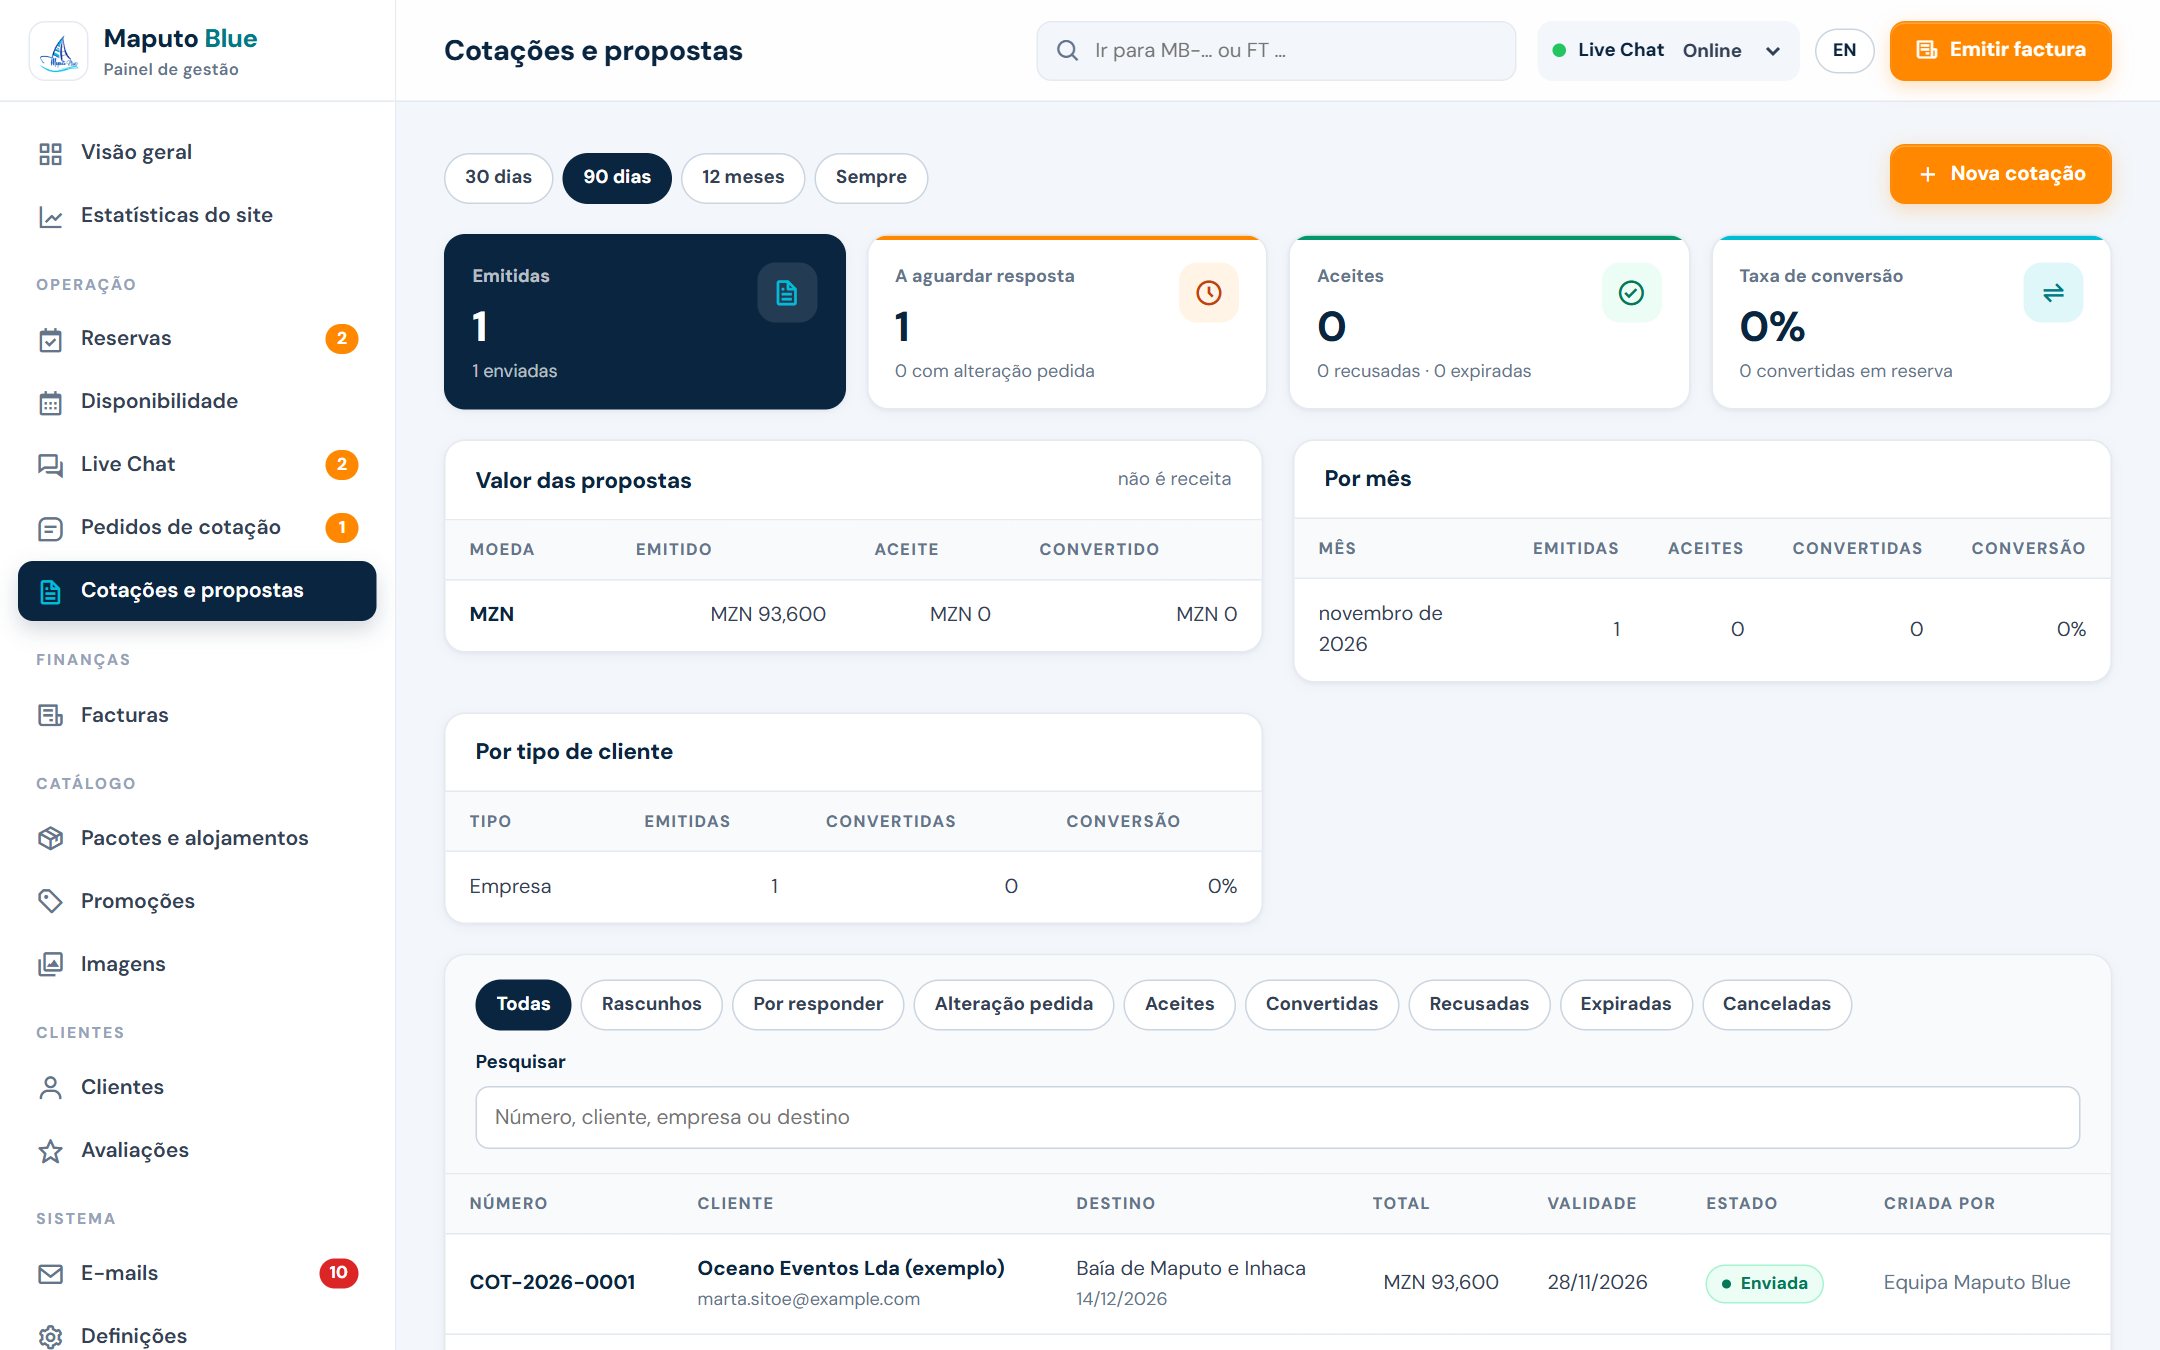 Maputo Blue
Painel de gestão
Cotações e propostas
Ir para MB-... ou FT ...
Live Chat Online
EN
Emitir factura
Visão geral
Estatísticas do site
OPERAÇÃO
Reservas 2
Disponibilidade
Live Chat 2
Pedidos de cotação 1
Cotações e propostas
FINANÇAS
Facturas
CATÁLOGO
Pacotes e alojamentos
Promoções
Imagens
CLIENTES
Clientes
Avaliações
SISTEMA
E-mails 10
Definições
30 dias 90 dias 12 meses Sempre
+ Nova cotação
Emitidas
1
1 enviadas
A aguardar resposta
1
0 com alteração pedida
Aceites
0
0 recusadas · 0 expiradas
Taxa de conversão
0%
0 convertidas em reserva
Valor das propostas não é receita
MOEDA EMITIDO ACEITE CONVERTIDO
MZN MZN 93,600 MZN 0 MZN 0
Por mês
MÊS EMITIDAS ACEITES CONVERTIDAS CONVERSÃO
novembro de 2026 1 0 0 0%
Por tipo de cliente
TIPO EMITIDAS CONVERTIDAS CONVERSÃO
Empresa 1 0 0%
Todas Rascunhos Por responder Alteração pedida Aceites Convertidas Recusadas Expiradas Canceladas
Pesquisar
Número, cliente, empresa ou destino
NÚMERO CLIENTE DESTINO TOTAL VALIDADE ESTADO CRIADA POR
COT-2026-0001 Oceano Eventos Lda (exemplo) Baía de Maputo e Inhaca MZN 93,600 28/11/2026 Enviada Equipa Maputo Blue
marta.sitoe@example.com 14/12/2026